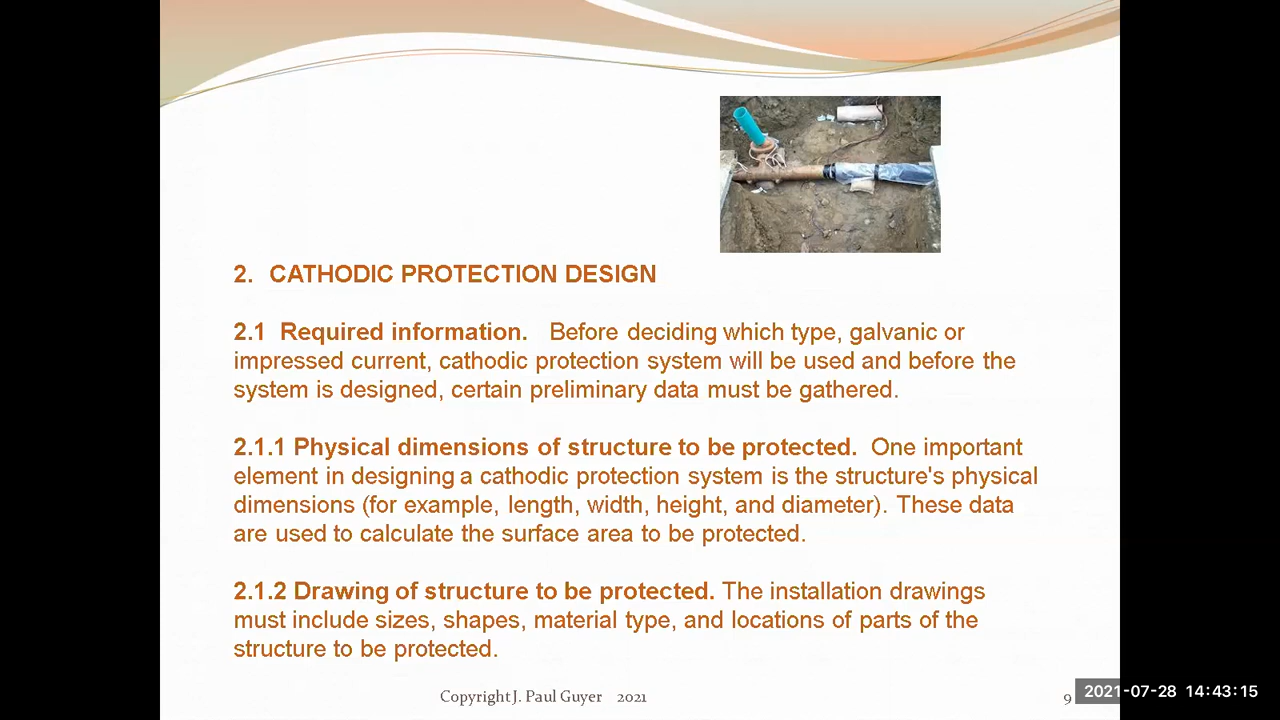 2. CATHODIC PROTECTION DESIGN
2.1 Required information. Before deciding which type, galvanic or
impressed current, cathodic protection system will be used and before the
system is designed, certain preliminary data must be gathered.
2.1.1 Physical dimensions of structure to be protected. One important
element in designing a cathodic protection system is the structure's physical
dimensions (for example, length, width, height, and diameter). These data
are used to calculate the surface area to be protected.
2.1.2 Drawing of structure to be protected. The installation drawings
must include sizes, shapes, material type, and locations of parts of the
structure to be protected.
Copyright J. Paul Guyer 2021
9
2021-07-28 14:43:15